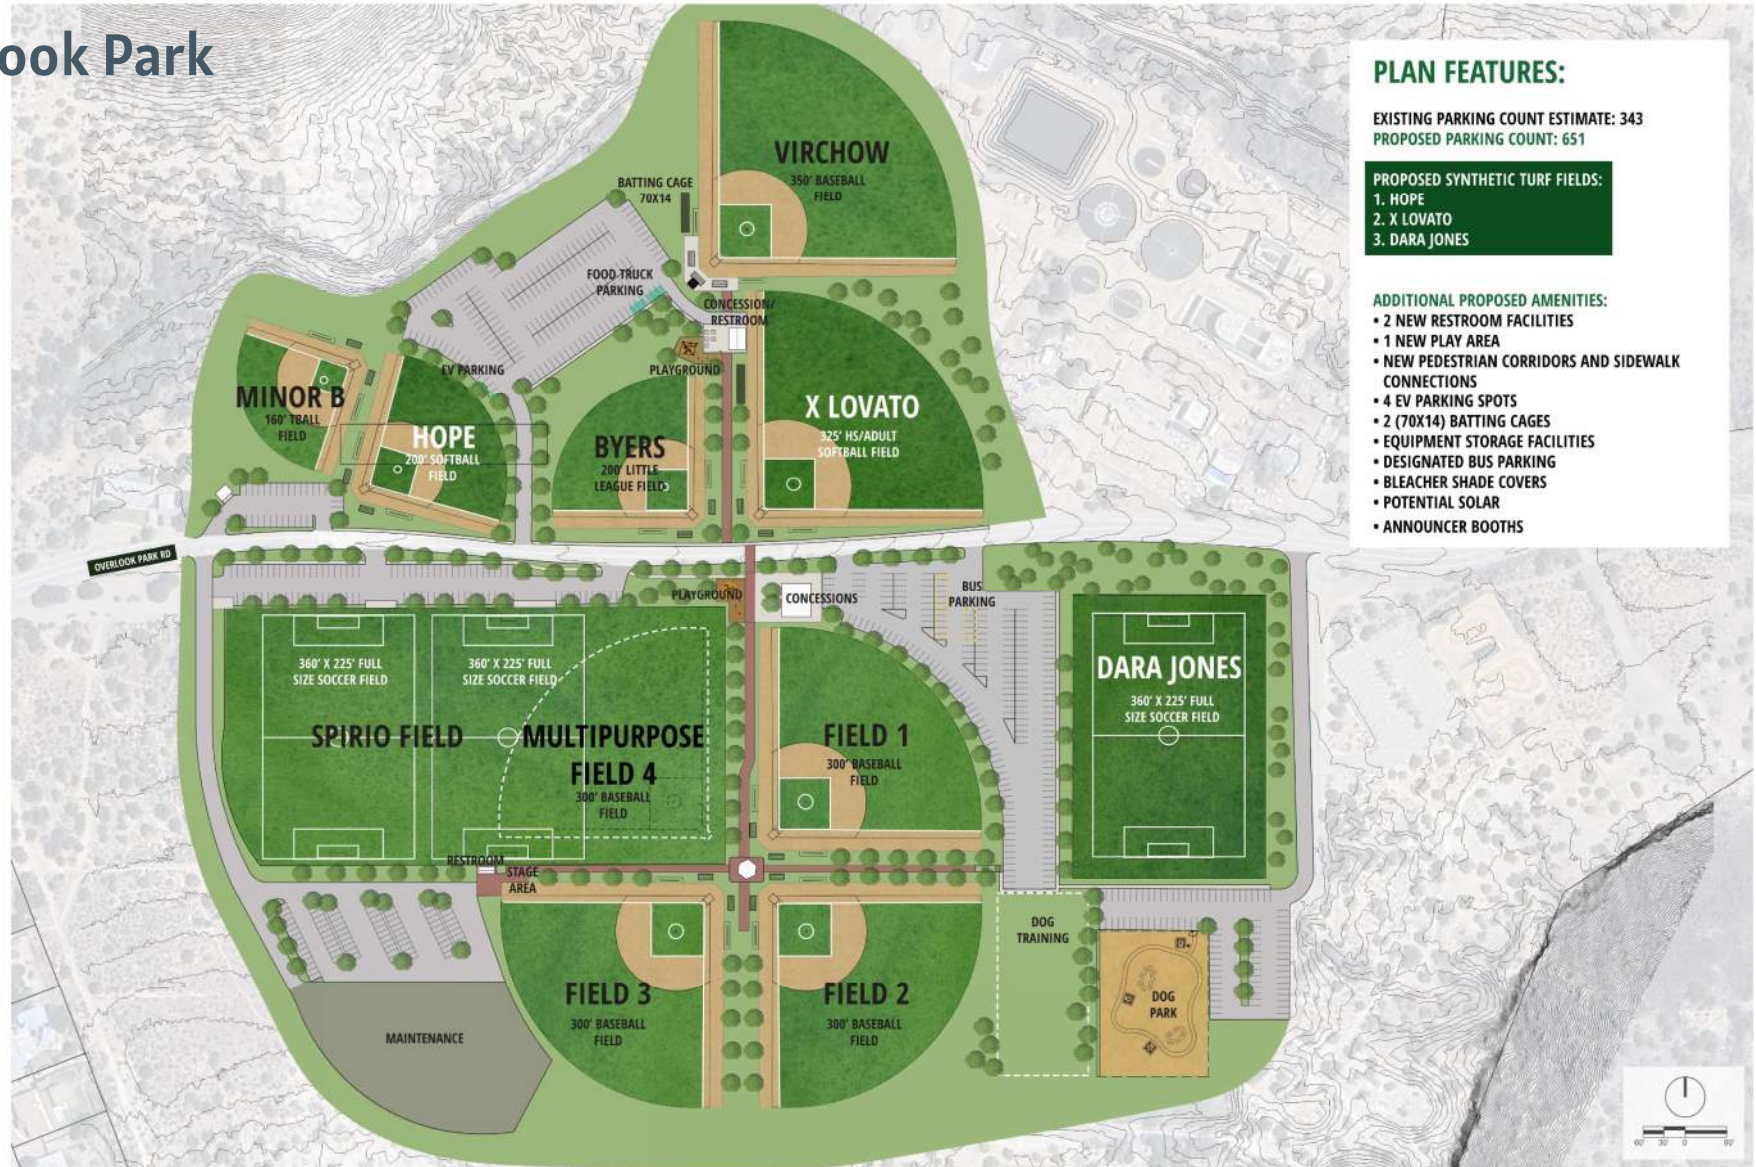 ook Park
PLAN FEATURES:
EXISTING PARKING COUNT ESTIMATE: 343
PROPOSED PARKING COUNT: 651
PROPOSED SYNTHETIC TURF FIELDS:
1. HOPE
2. X LOVATO
3. DARA JONES
ADDITIONAL PROPOSED AMENITIES:
• 2 NEW RESTROOM FACILITIES
• 1 NEW PLAY AREA
• NEW PEDESTRIAN CORRIDORS AND SIDEWALK
CONNECTIONS
• 4 EV PARKING SPOTS
• 2 (70X14) BATTING CAGES
• EQUIPMENT STORAGE FACILITIES
• DESIGNATED BUS PARKING
• BLEACHER SHADE COVERS
• POTENTIAL SOLAR
• ANNOUNCER BOOTHS
VIRCHOW
350' BASEBALL
FIELD
BATTING CAGE
70X14
FOOD TRUCK
PARKING
CONCESSION/
RESTROOM
EV PARKING
PLAYGROUND
MINOR B
160' TBALL
FIELD
HOPE
200' SOFTBALL
FIELD
BYERS
200' LITTLE
LEAGUE FIELD
X LOVATO
325' HS/ADULT
SOFTBALL FIELD
OVERLOOK PARK RD
PLAYGROUND
CONCESSIONS
BUS
PARKING
360' X 225' FULL
SIZE SOCCER FIELD
360' X 225' FULL
SIZE SOCCER FIELD
SPIRIO FIELD
MULTIPURPOSE
FIELD 4
300' BASEBALL
FIELD
FIELD 1
300' BASEBALL
FIELD
DARA JONES
360' X 225' FULL
SIZE SOCCER FIELD
RESTROOM
STAGE
AREA
FIELD 3
300' BASEBALL
FIELD
FIELD 2
300' BASEBALL
FIELD
DOG
TRAINING
DOG
PARK
MAINTENANCE
60' 30' 0 60'